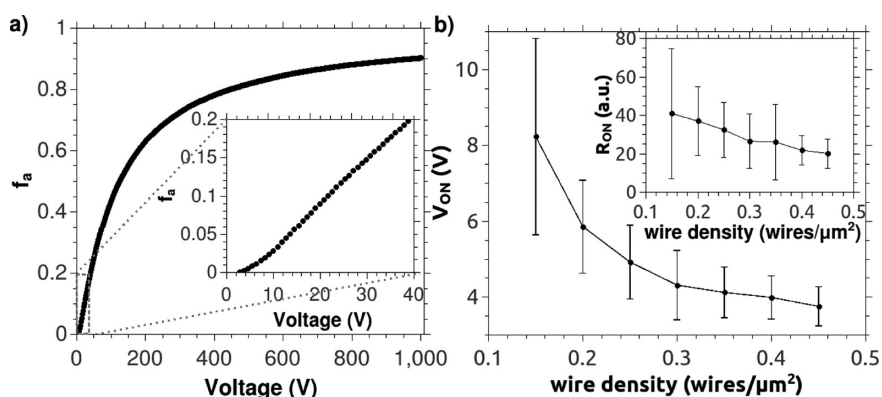 a)
1
0.8
0.6
0.4
0.2
0
fₐ
0 200 400 600 800 1,000
Voltage (V)
0.2
0.15
0.1
0.05
0
fₐ
0 10 20 30 40
Voltage (V)
b)
10
8
6
4
V_ON (V)
0.1 0.2 0.3 0.4 0.5
wire density (wires/µm²)
80
60
40
20
0
R_ON (a.u.)
0.1 0.2 0.3 0.4 0.5
wire density (wires/µm²)